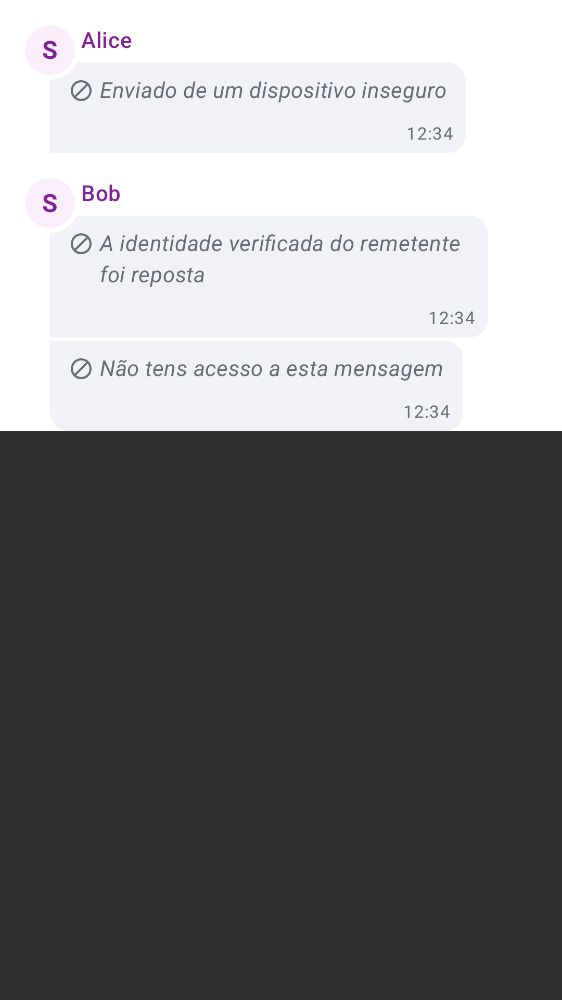 S
Alice
Enviado de um dispositivo inseguro
12:34
S
Bob
A identidade verificada do remetente
foi reposta
12:34
Não tens acesso a esta mensagem
12:34